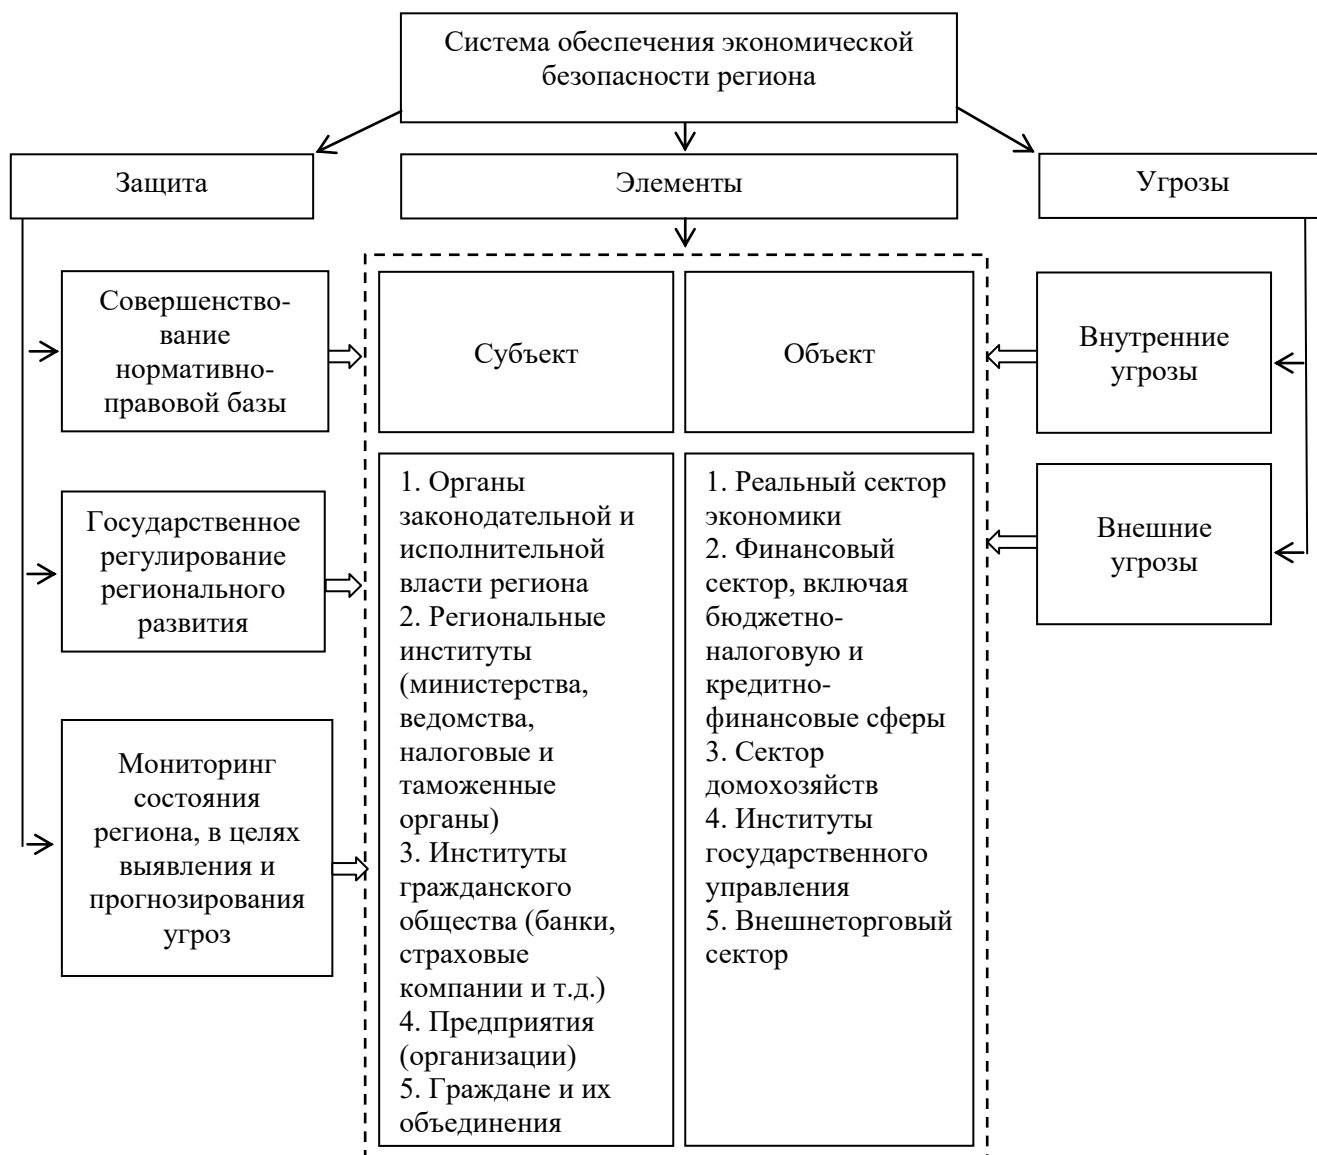 Система обеспечения экономической
безопасности региона
Защита
Элементы
Угрозы
Совершенство-
вание
нормативно-
правовой базы
Субъект
Объект
Внутренние
угрозы
Государственное
регулирование
регионального
развития
1. Органы
законодательной и
исполнительной
власти региона
2. Региональные
институты
(министерства,
ведомства,
налоговые и
таможенные
органы)
3. Институты
гражданского
общества (банки,
страховые
компании и т.д.)
4. Предприятия
(организации)
5. Граждане и их
объединения
1. Реальный сектор
экономики
2. Финансовый
сектор, включая
бюджетно-
налоговую и
кредитно-
финансовые сферы
3. Сектор
домохозяйств
4. Институты
государственного
управления
5. Внешнеторговый
сектор
Внешние
угрозы
Мониторинг
состояния
региона, в целях
выявления и
прогнозирования
угроз